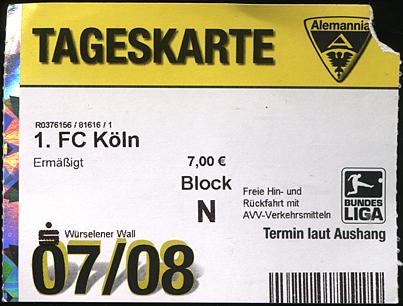 TAGESKARTE
Alemannia
R0376156 / 81616 / 1
1. FC Köln
Ermäßigt
7,00 €
Block
N
Freie Hin- und
Rückfahrt mit
AVV-Verkehrsmitteln
BUNDES
LIGA
Würselener Wall
Termin laut Aushang
07/08